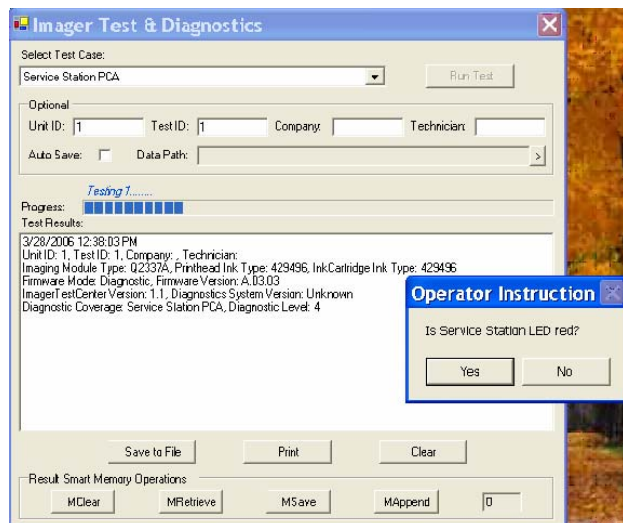 Imager Test & Diagnostics
Select Test Case:
Service Station PCA
Run Test
Optional
Unit ID: 1 Test ID: 1 Company: Technician:
Auto Save: Data Path: >
Testing 1........
Progress:
Test Results:
3/28/2006 12:38:03 PM
Unit ID: 1, Test ID: 1, Company: , Technician:
Imaging Module Type: Q2337A, Printhead Ink Type: 429496, InkCartridge Ink Type: 429496
Firmware Mode: Diagnostic, Firmware Version: A.03.03
ImagerTestCenter Version: 1.1, Diagnostics System Version: Unknown
Diagnostic Coverage: Service Station PCA, Diagnostic Level: 4
Operator Instruction
Is Service Station LED red?
Yes No
Save to File Print Clear
Result Smart Memory Operations
MClear MRetrieve MSave MAppend 0